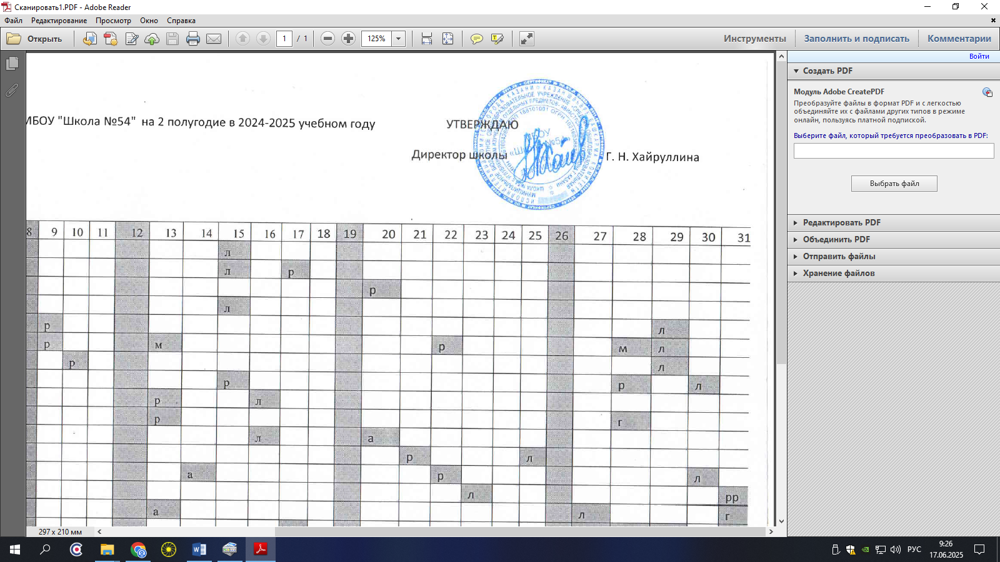 Сканировать1.PDF - Adobe Reader
Файл Редактирование Просмотр Окно Справка
Открыть 1 / 1 125% Инструменты Заполнить и подписать Комментарии
Войти
Создать PDF
Модуль Adobe CreatePDF
Преобразуйте файлы в формат PDF и с легкостью
объединяйте их с файлами других типов в режиме
онлайн, пользуясь платной подпиской.
Выберите файл, который требуется преобразовать в PDF:
Выбрать файл
Редактировать PDF
Объединить PDF
Отправить файлы
Хранение файлов
МБОУ "Школа №54" на 2 полугодие в 2024-2025 учебном году УТВЕРЖДАЮ
Директор школы Г. Н. Хайруллина
8 9 10 11 12 13 14 15 16 17 18 19 20 21 22 23 24 25 26 27 28 29 30 31
л
л р
р
л
р л
р м р м л
р л
р р л
р л
р г
л а
р л
а р л
л рр
а л г
297 x 210 мм
РУС 9:26
17.06.2025